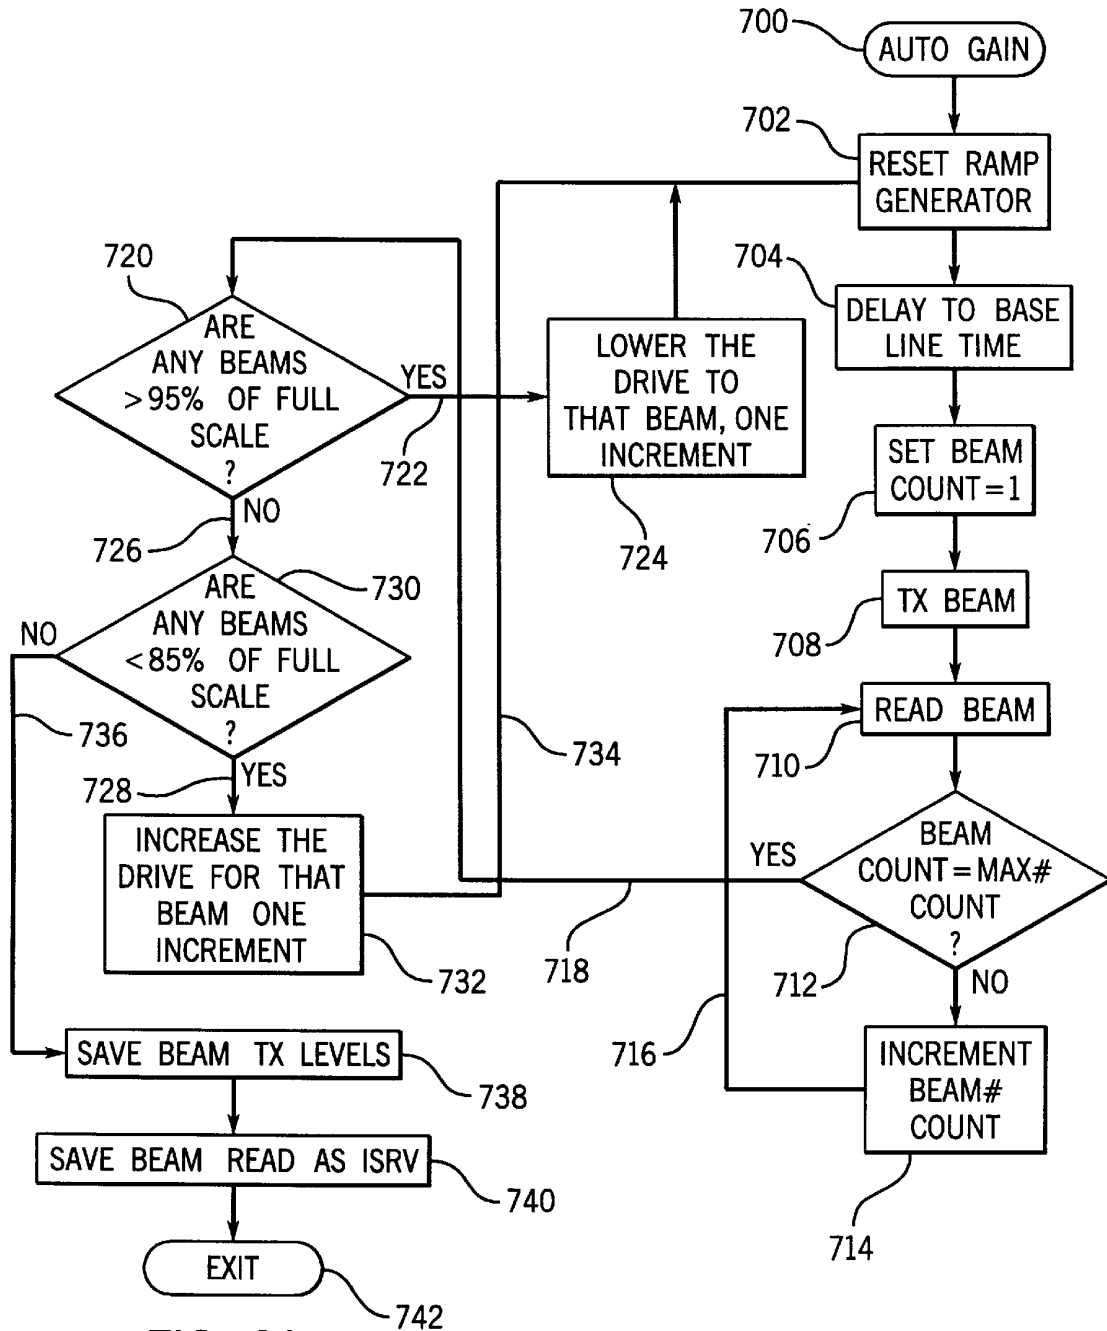 700
AUTO GAIN
702
RESET RAMP
GENERATOR
704
DELAY TO BASE
LINE TIME
SET BEAM
COUNT=1
706
TX BEAM
708
READ BEAM
710
BEAM
COUNT=MAX#
COUNT
?
YES
712
NO
718
716
INCREMENT
BEAM#
COUNT
714
720
ARE
ANY BEAMS
>95% OF FULL
SCALE
?
YES
722
LOWER THE
DRIVE TO
THAT BEAM, ONE
INCREMENT
724
NO
726
730
ARE
ANY BEAMS
<85% OF FULL
SCALE
?
NO
736
734
YES
728
INCREASE THE
DRIVE FOR THAT
BEAM ONE
INCREMENT
732
SAVE BEAM TX LEVELS
738
SAVE BEAM READ AS ISRV
740
EXIT
742